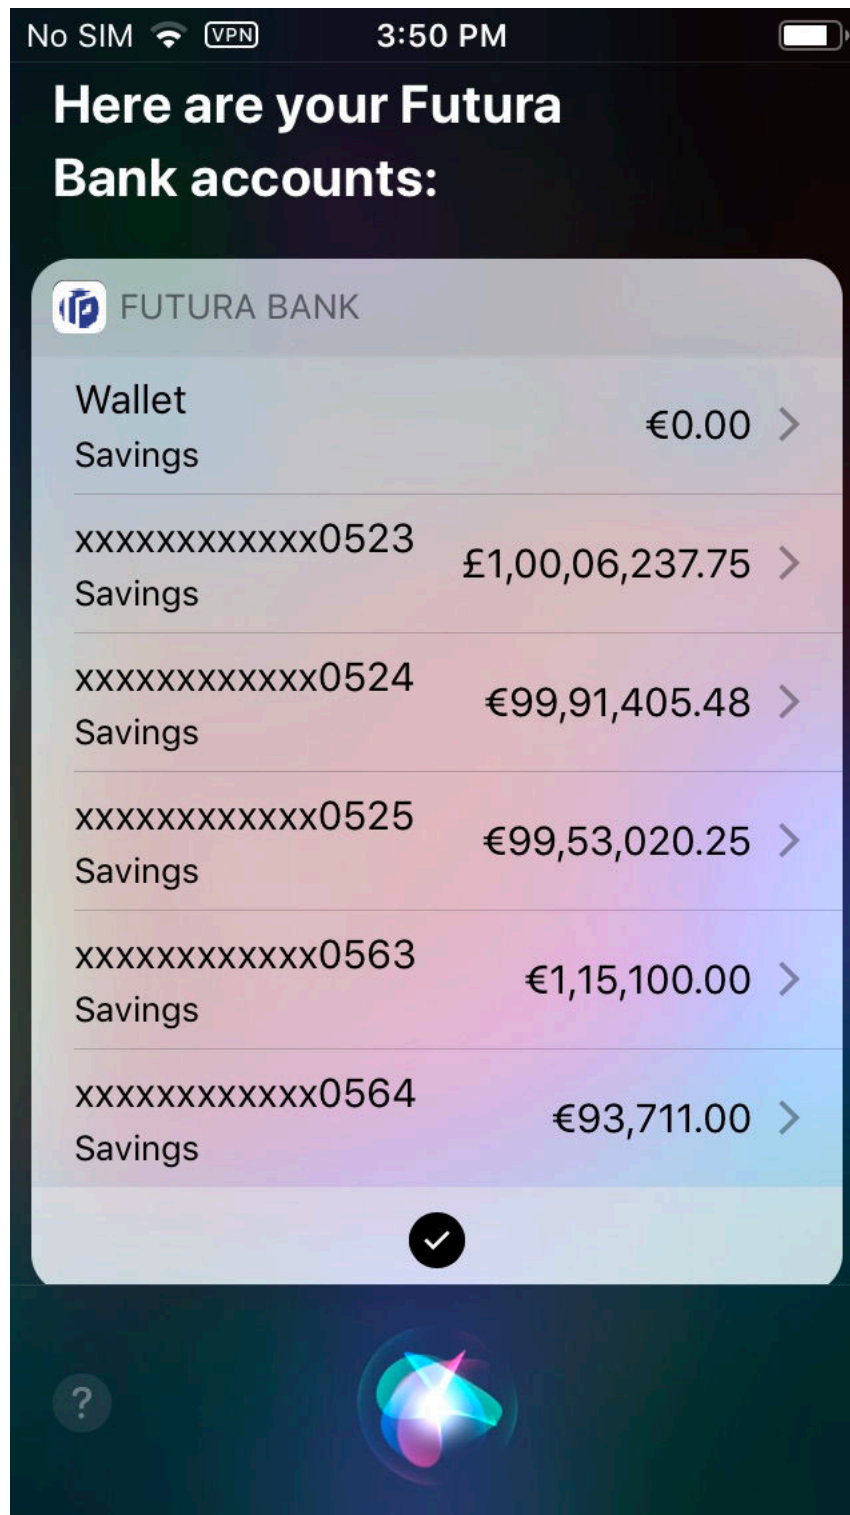 No SIM VPN 3:50 PM
Here are your Futura
Bank accounts:
FUTURA BANK
Wallet
€0.00
Savings
xxxxxxxxxxxx0523
£1,00,06,237.75
Savings
xxxxxxxxxxxx0524
€99,91,405.48
Savings
xxxxxxxxxxxx0525
€99,53,020.25
Savings
xxxxxxxxxxxx0563
€1,15,100.00
Savings
xxxxxxxxxxxx0564
€93,711.00
Savings
?